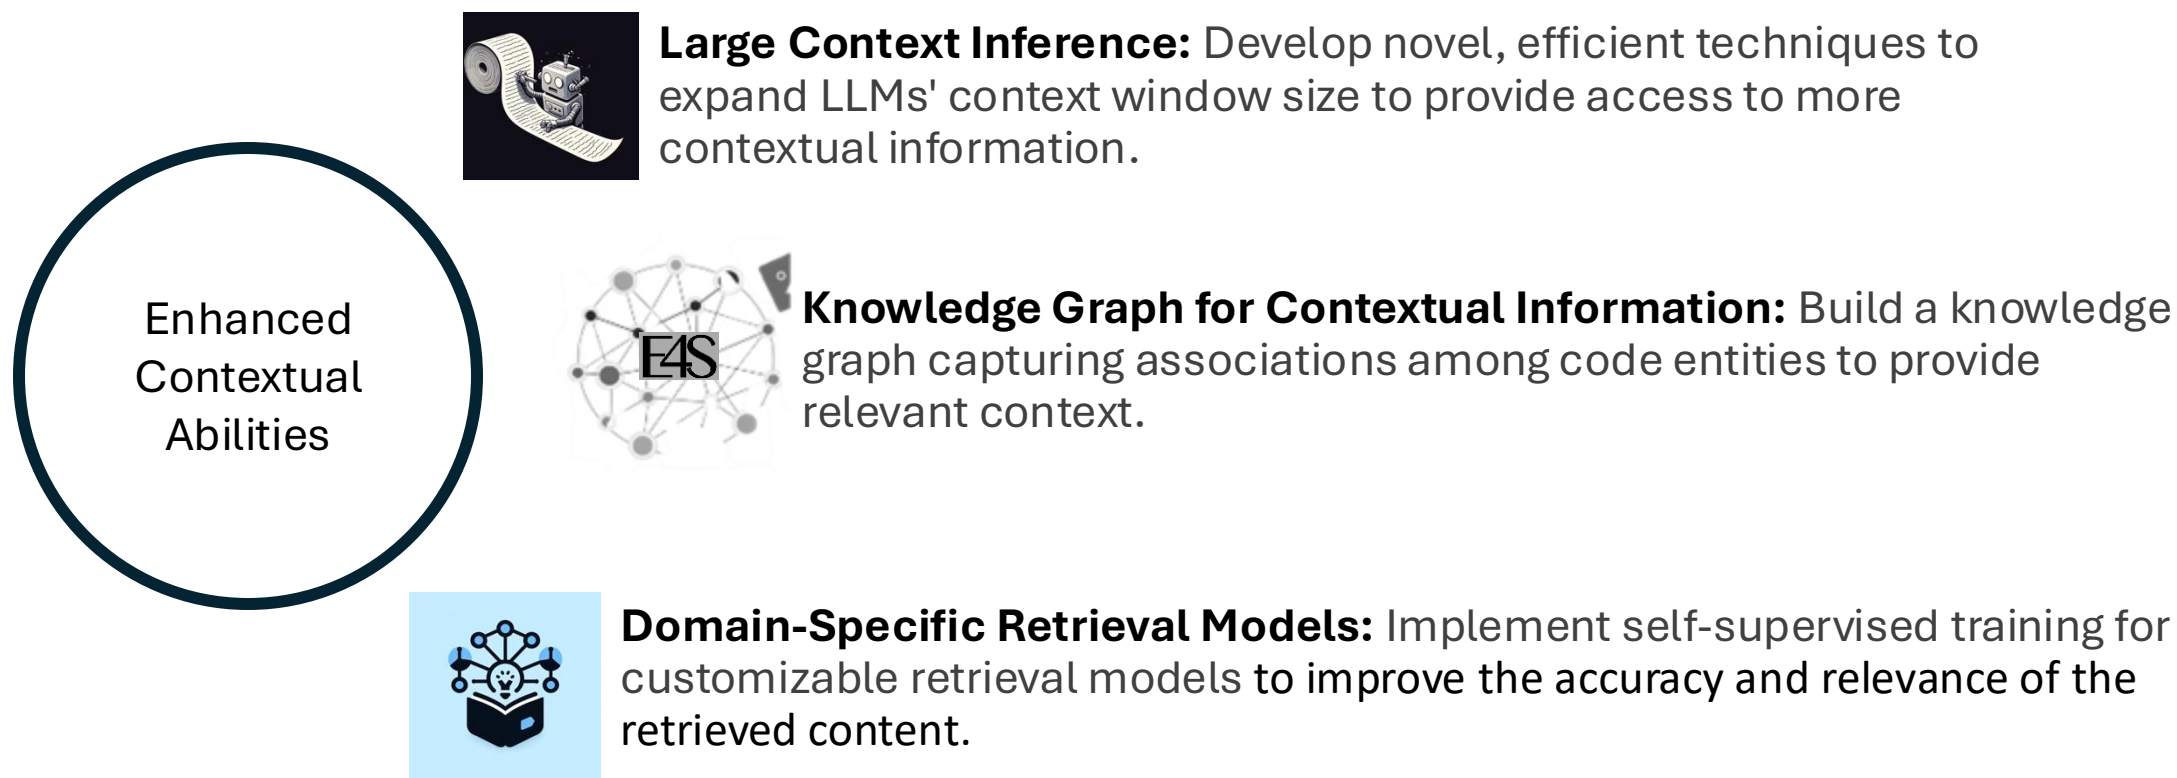 Large Context Inference: Develop novel, efficient techniques to
expand LLMs' context window size to provide access to more
contextual information.
Enhanced
Contextual
Abilities
E4S
Knowledge Graph for Contextual Information: Build a knowledge
graph capturing associations among code entities to provide
relevant context.
Domain-Specific Retrieval Models: Implement self-supervised training for
customizable retrieval models to improve the accuracy and relevance of the
retrieved content.